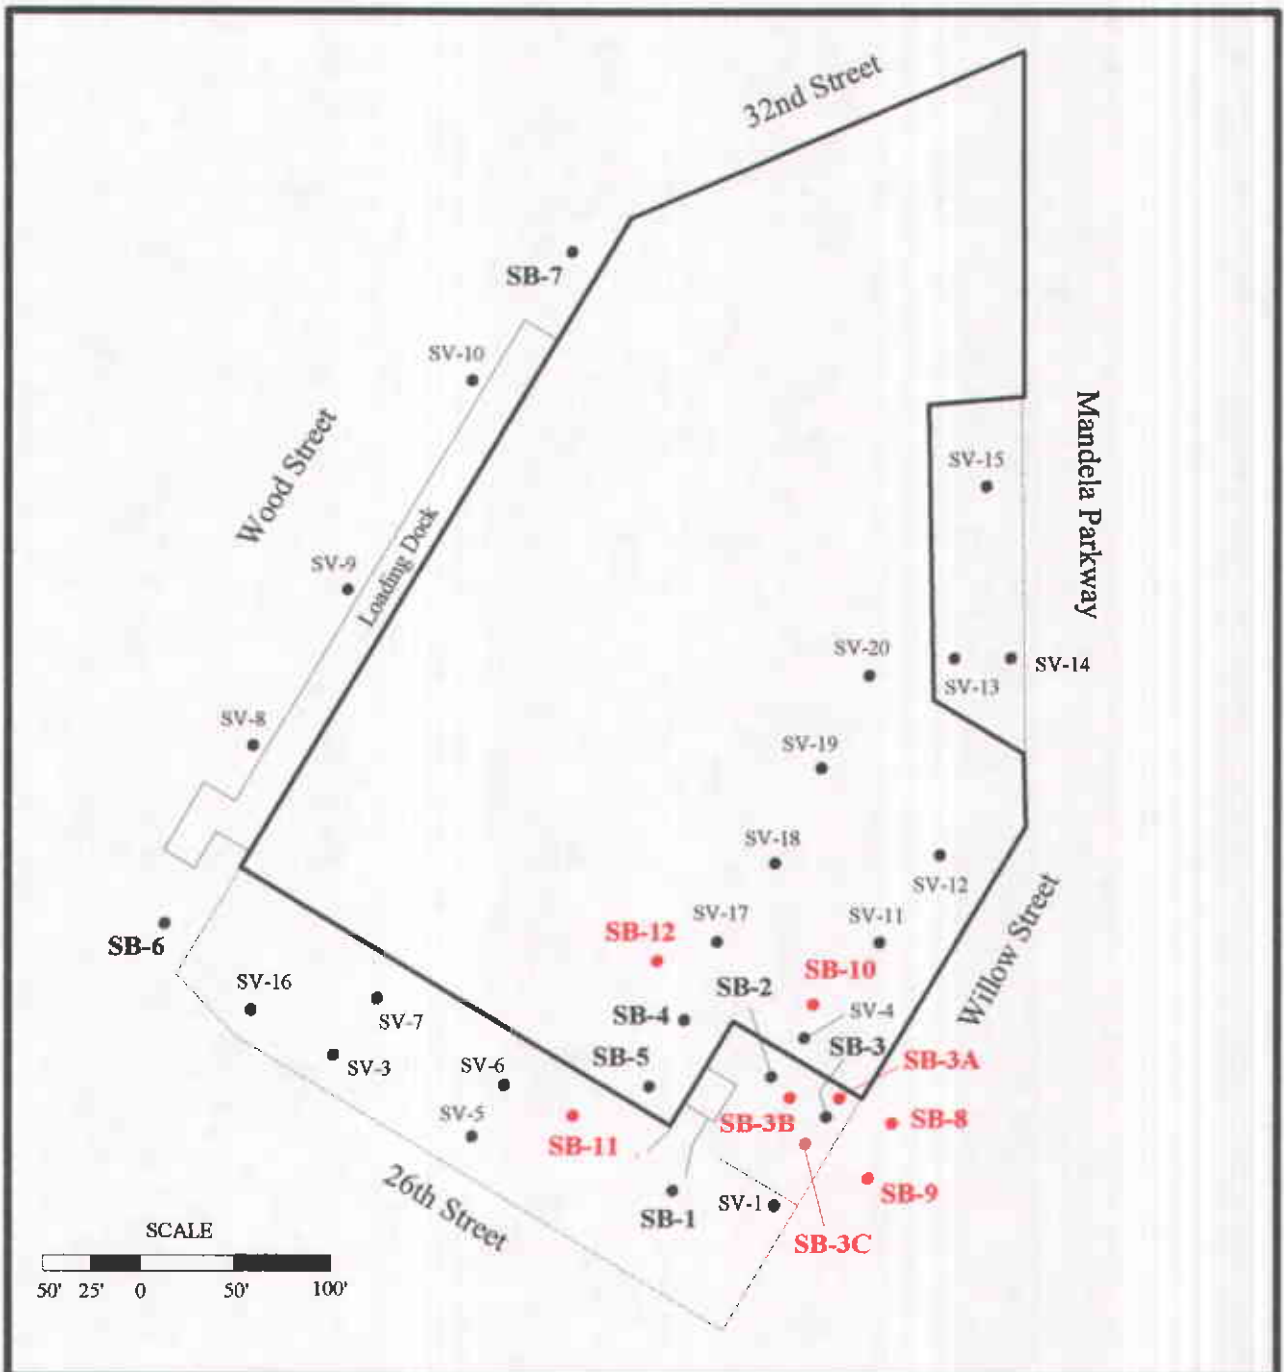 32nd Street
SB-7
SV-10
Mandela Parkway
Wood Street
SV-15
Loading Dock
SV-9
SV-20
SV-14
SV-13
SV-8
SV-19
SV-18
SV-12
Willow Street
SV-17
SV-11
SB-12
SB-6
SB-10
SB-2
SV-16
SV-4
SV-7
SB-4
SB-3
SB-3A
SV-3
SV-6
SB-5
SV-5
SB-3B
SB-8
SB-11
26th Street
SB-9
SV-1
SB-1
SB-3C
SCALE
50' 25' 0 50' 100'